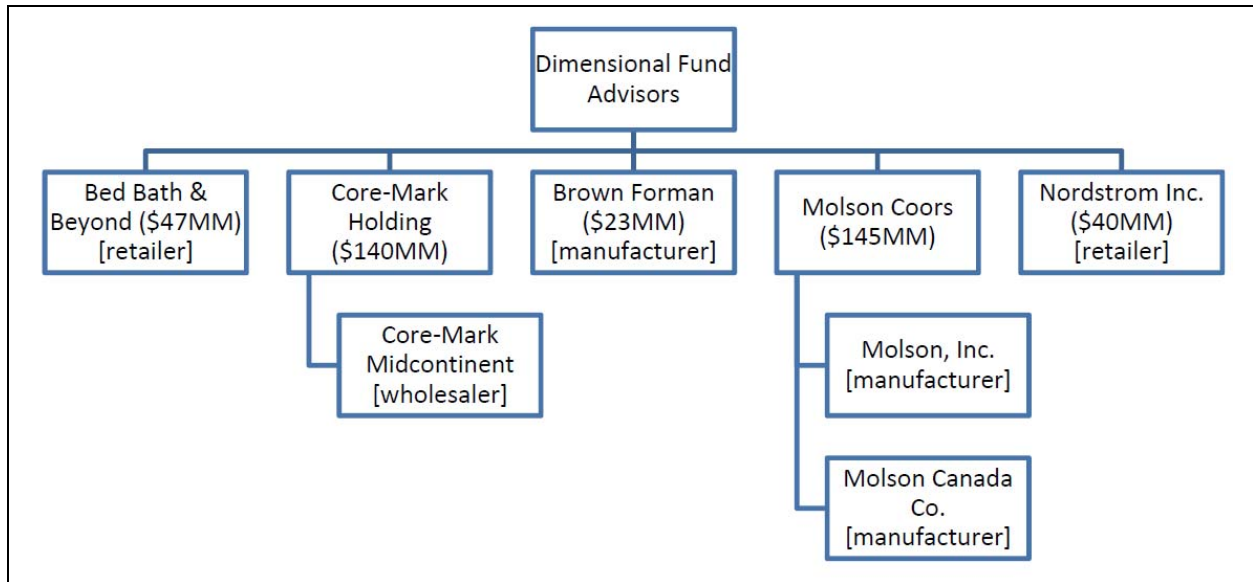 Dimensional Fund
Advisors
Bed Bath &
Beyond ($47MM)
[retailer]
Core-Mark
Holding
($140MM)
Brown Forman
($23MM)
[manufacturer]
Molson Coors
($145MM)
Nordstrom Inc.
($40MM)
[retailer]
Core-Mark
Midcontinent
[wholesaler]
Molson, Inc.
[manufacturer]
Molson Canada
Co.
[manufacturer]